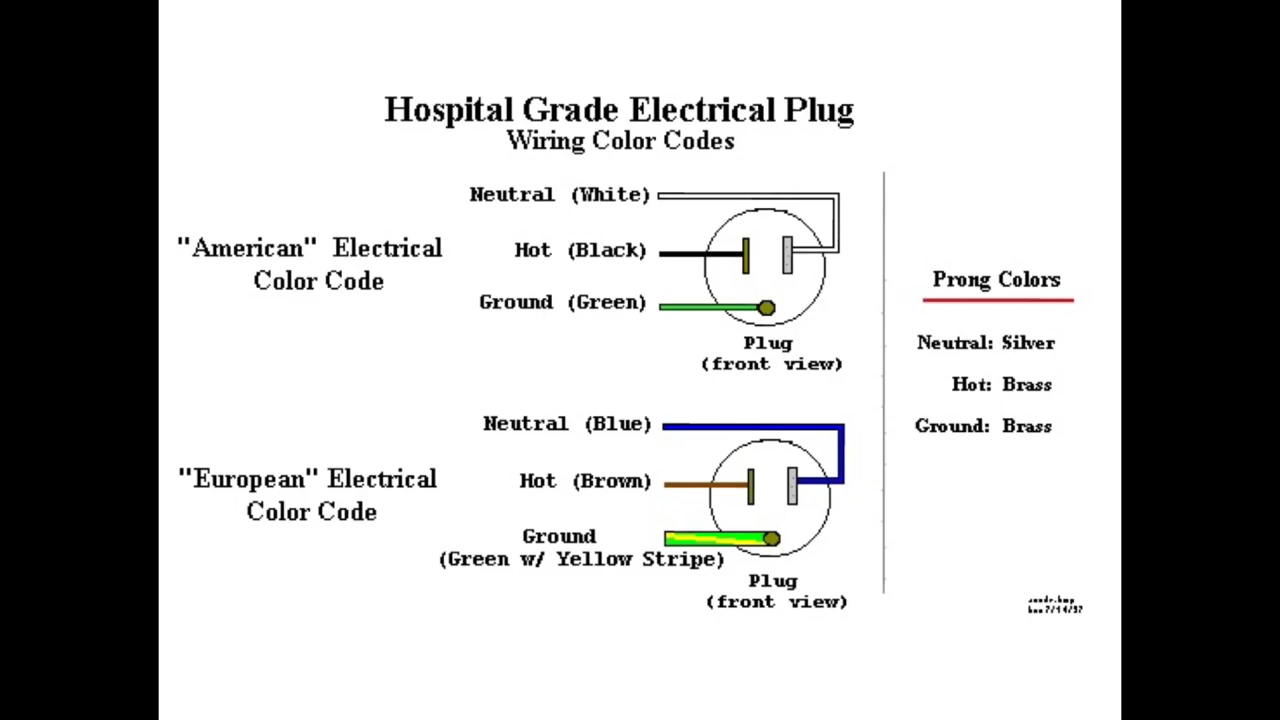 Hospital Grade Electrical Plug
Wiring Color Codes
"American" Electrical
Color Code
Neutral (White)
Hot (Black)
Ground (Green)
Plug
(front view)
"European" Electrical
Color Code
Neutral (Blue)
Hot (Brown)
Ground
(Green w/ Yellow Stripe)
Plug
(front view)
Prong Colors
Neutral: Silver
Hot: Brass
Ground: Brass